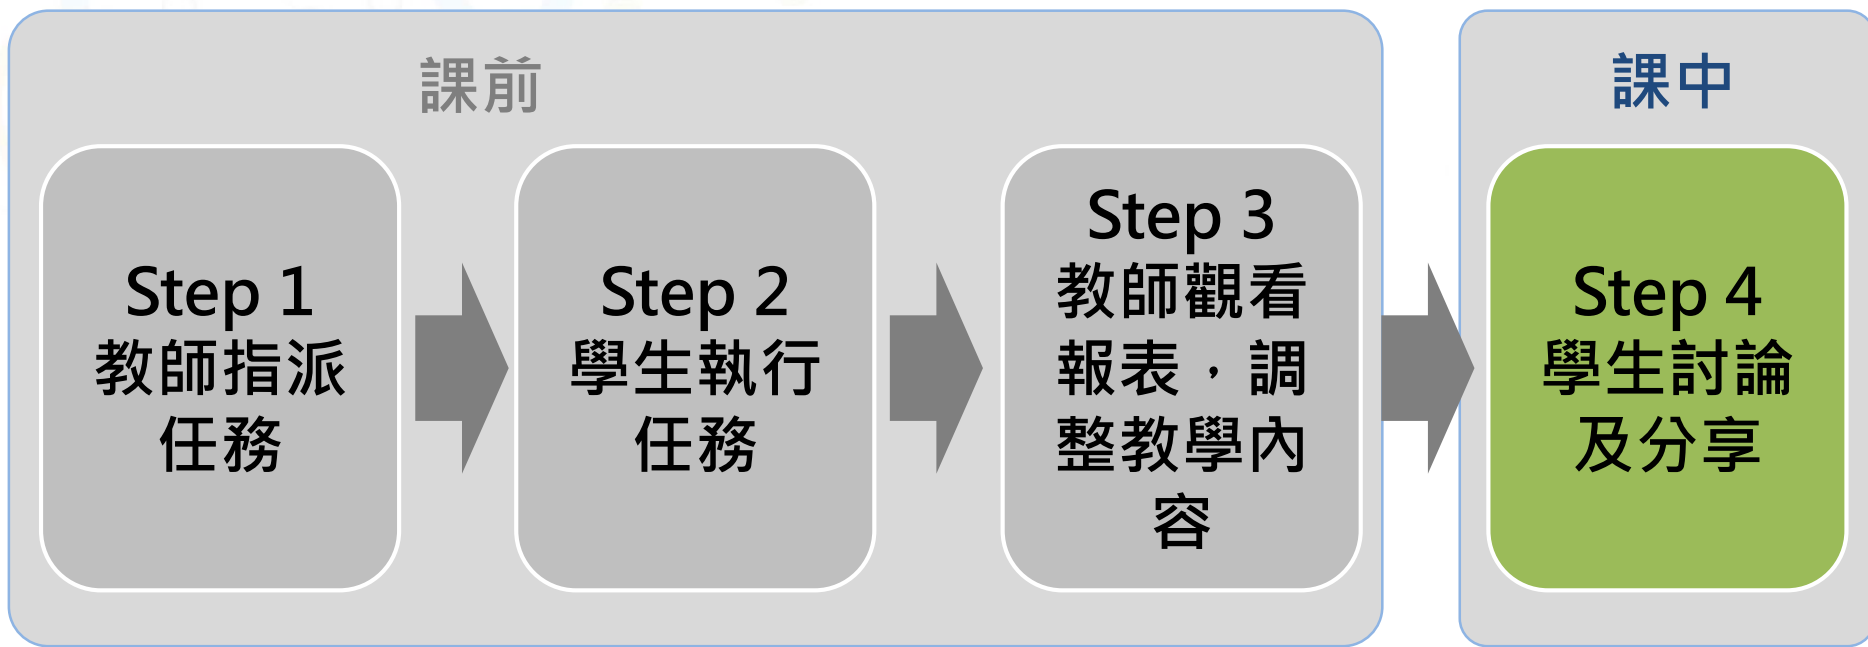 課前
Step 1
教師指派
任務
Step 2
學生執行
任務
Step 3
教師觀看
報表，調
整教學內
容
課中
Step 4
學生討論
及分享